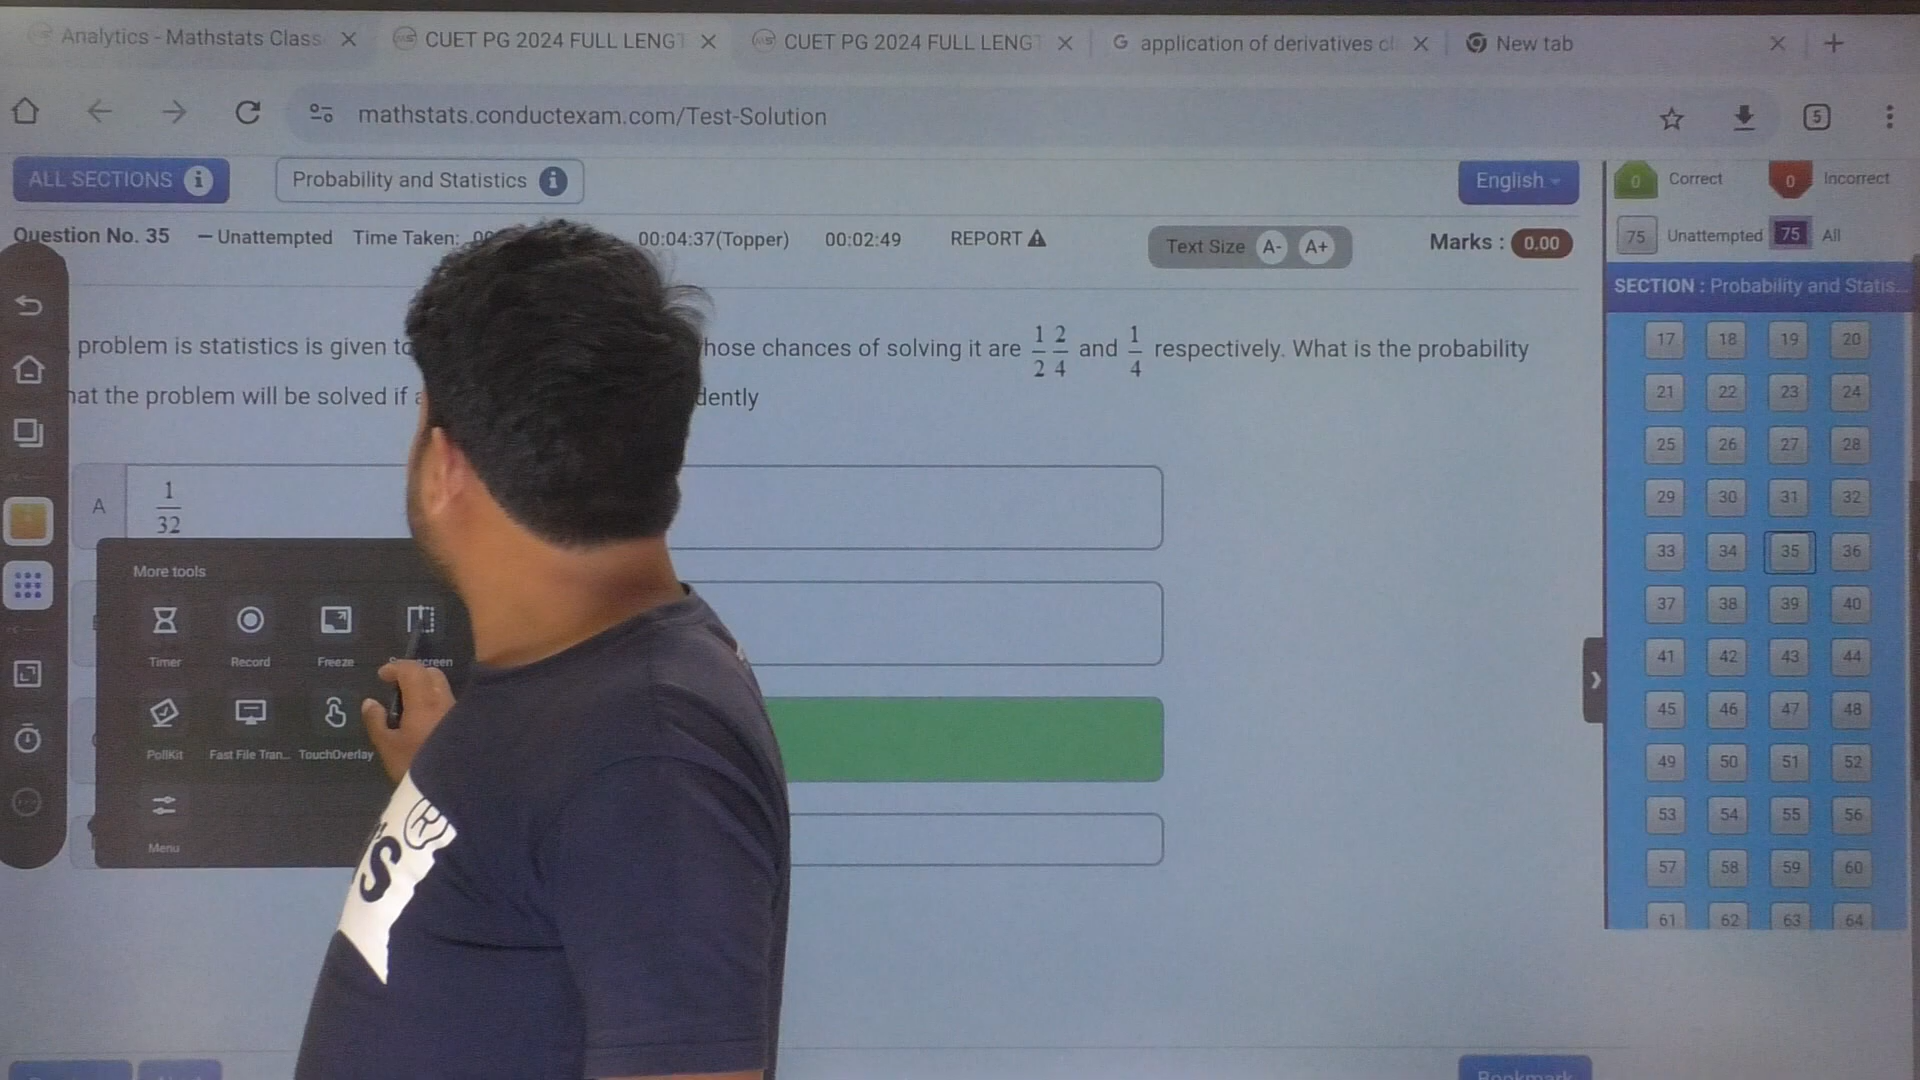 Analytics - Mathstats Class
CUET PG 2024 FULL LENGT
CUET PG 2024 FULL LENGT
application of derivatives cl
New tab
mathstats.conductexam.com/Test-Solution
5
ALL SECTIONS i
Probability and Statistics i
English
0 Correct
0 Incorrect
Question No. 35
— Unattempted
Time Taken:
00:04:37(Topper)
00:02:49
REPORT
Text Size A- A+
Marks : 0.00
75 Unattempted
75 All
SECTION : Probability and Statis...
problem is statistics is given to hose chances of solving it are 1/2 2/4 and 1/4 respectively. What is the probability
hat the problem will be solved if dently
A
1/32
More tools
Timer
Record
Freeze
screen
PollKit
Fast File Tran...
TouchOverlay
Menu
S
R
17 18 19 20
21 22 23 24
25 26 27 28
29 30 31 32
33 34 35 36
37 38 39 40
41 42 43 44
45 46 47 48
49 50 51 52
53 54 55 56
57 58 59 60
61 62 63 64
Bookmark